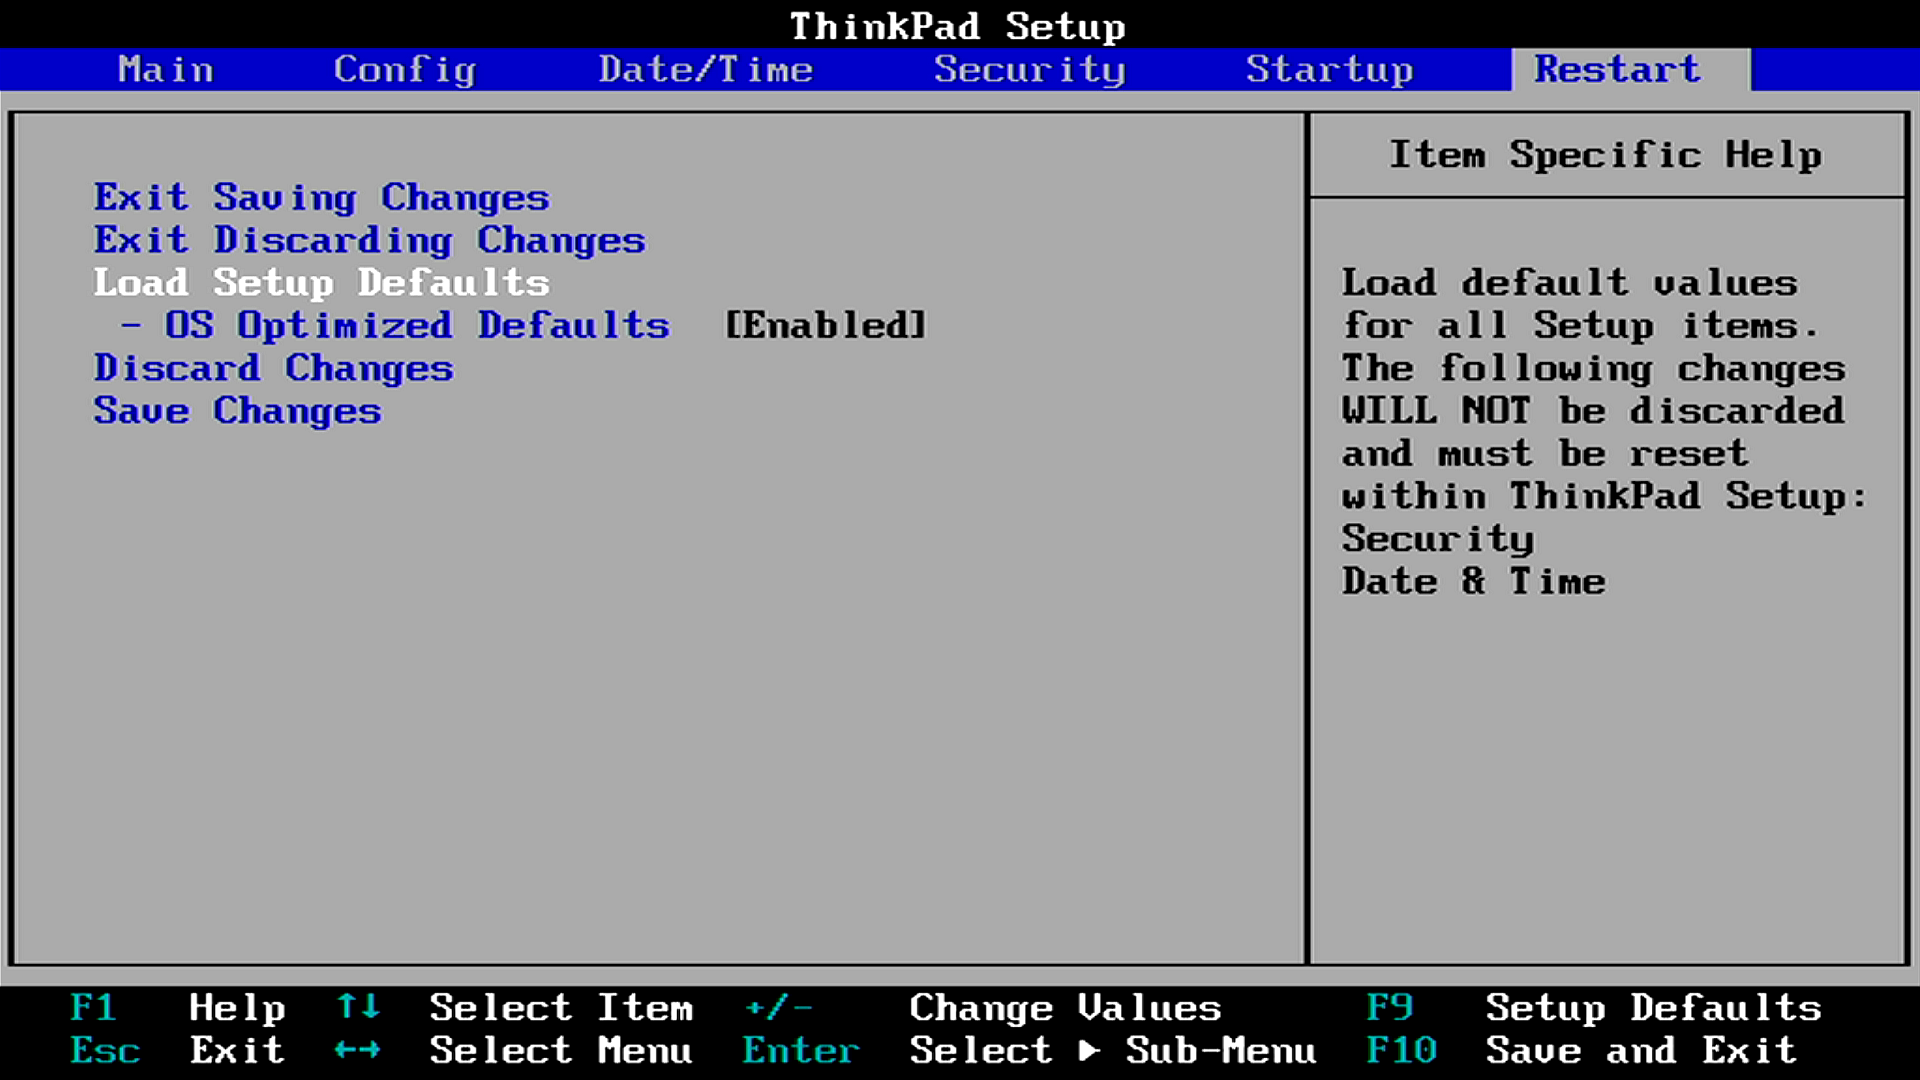 ThinkPad Setup
Main Config Date/Time Security Startup Restart
Exit Saving Changes
Exit Discarding Changes
Load Setup Defaults
- OS Optimized Defaults [Enabled]
Discard Changes
Save Changes
Item Specific Help
Load default values
for all Setup items.
The following changes
WILL NOT be discarded
and must be reset
within ThinkPad Setup:
Security
Date & Time
F1 Help ↑↓ Select Item +/- Change Values F9 Setup Defaults
Esc Exit ←→ Select Menu Enter Select ▶ Sub-Menu F10 Save and Exit